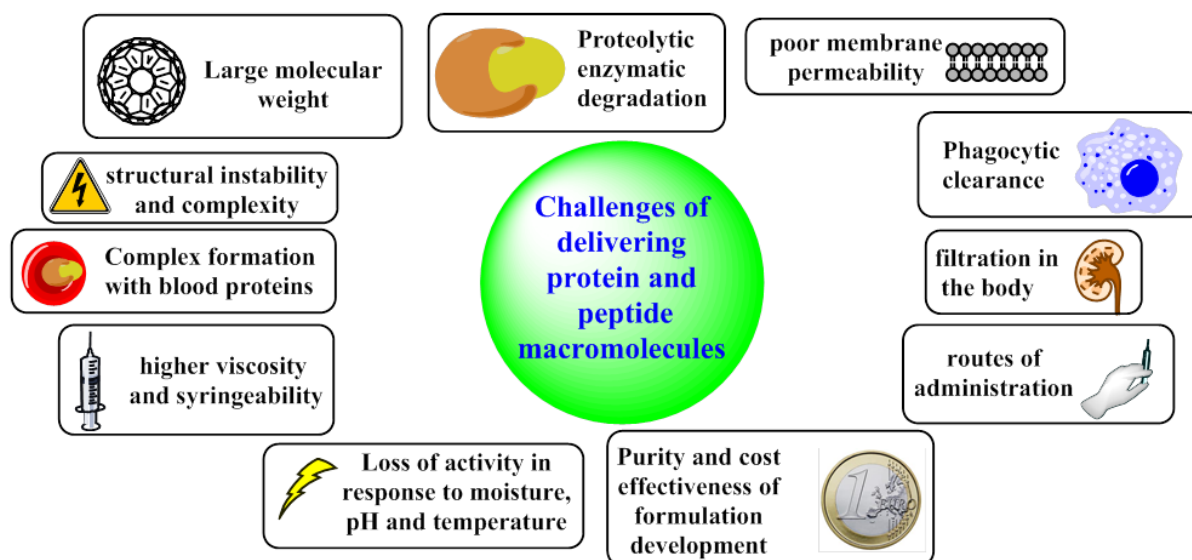 Large molecular
weight
Proteolytic
enzymatic
degradation
poor membrane
permeability
Phagocytic
clearance
structural instability
and complexity
Challenges of
delivering
protein and
peptide
macromolecules
Complex formation
with blood proteins
filtration in
the body
higher viscosity
and syringeability
routes of
administration
Loss of activity in
response to moisture,
pH and temperature
Purity and cost
effectiveness of
formulation
development
1
EURO